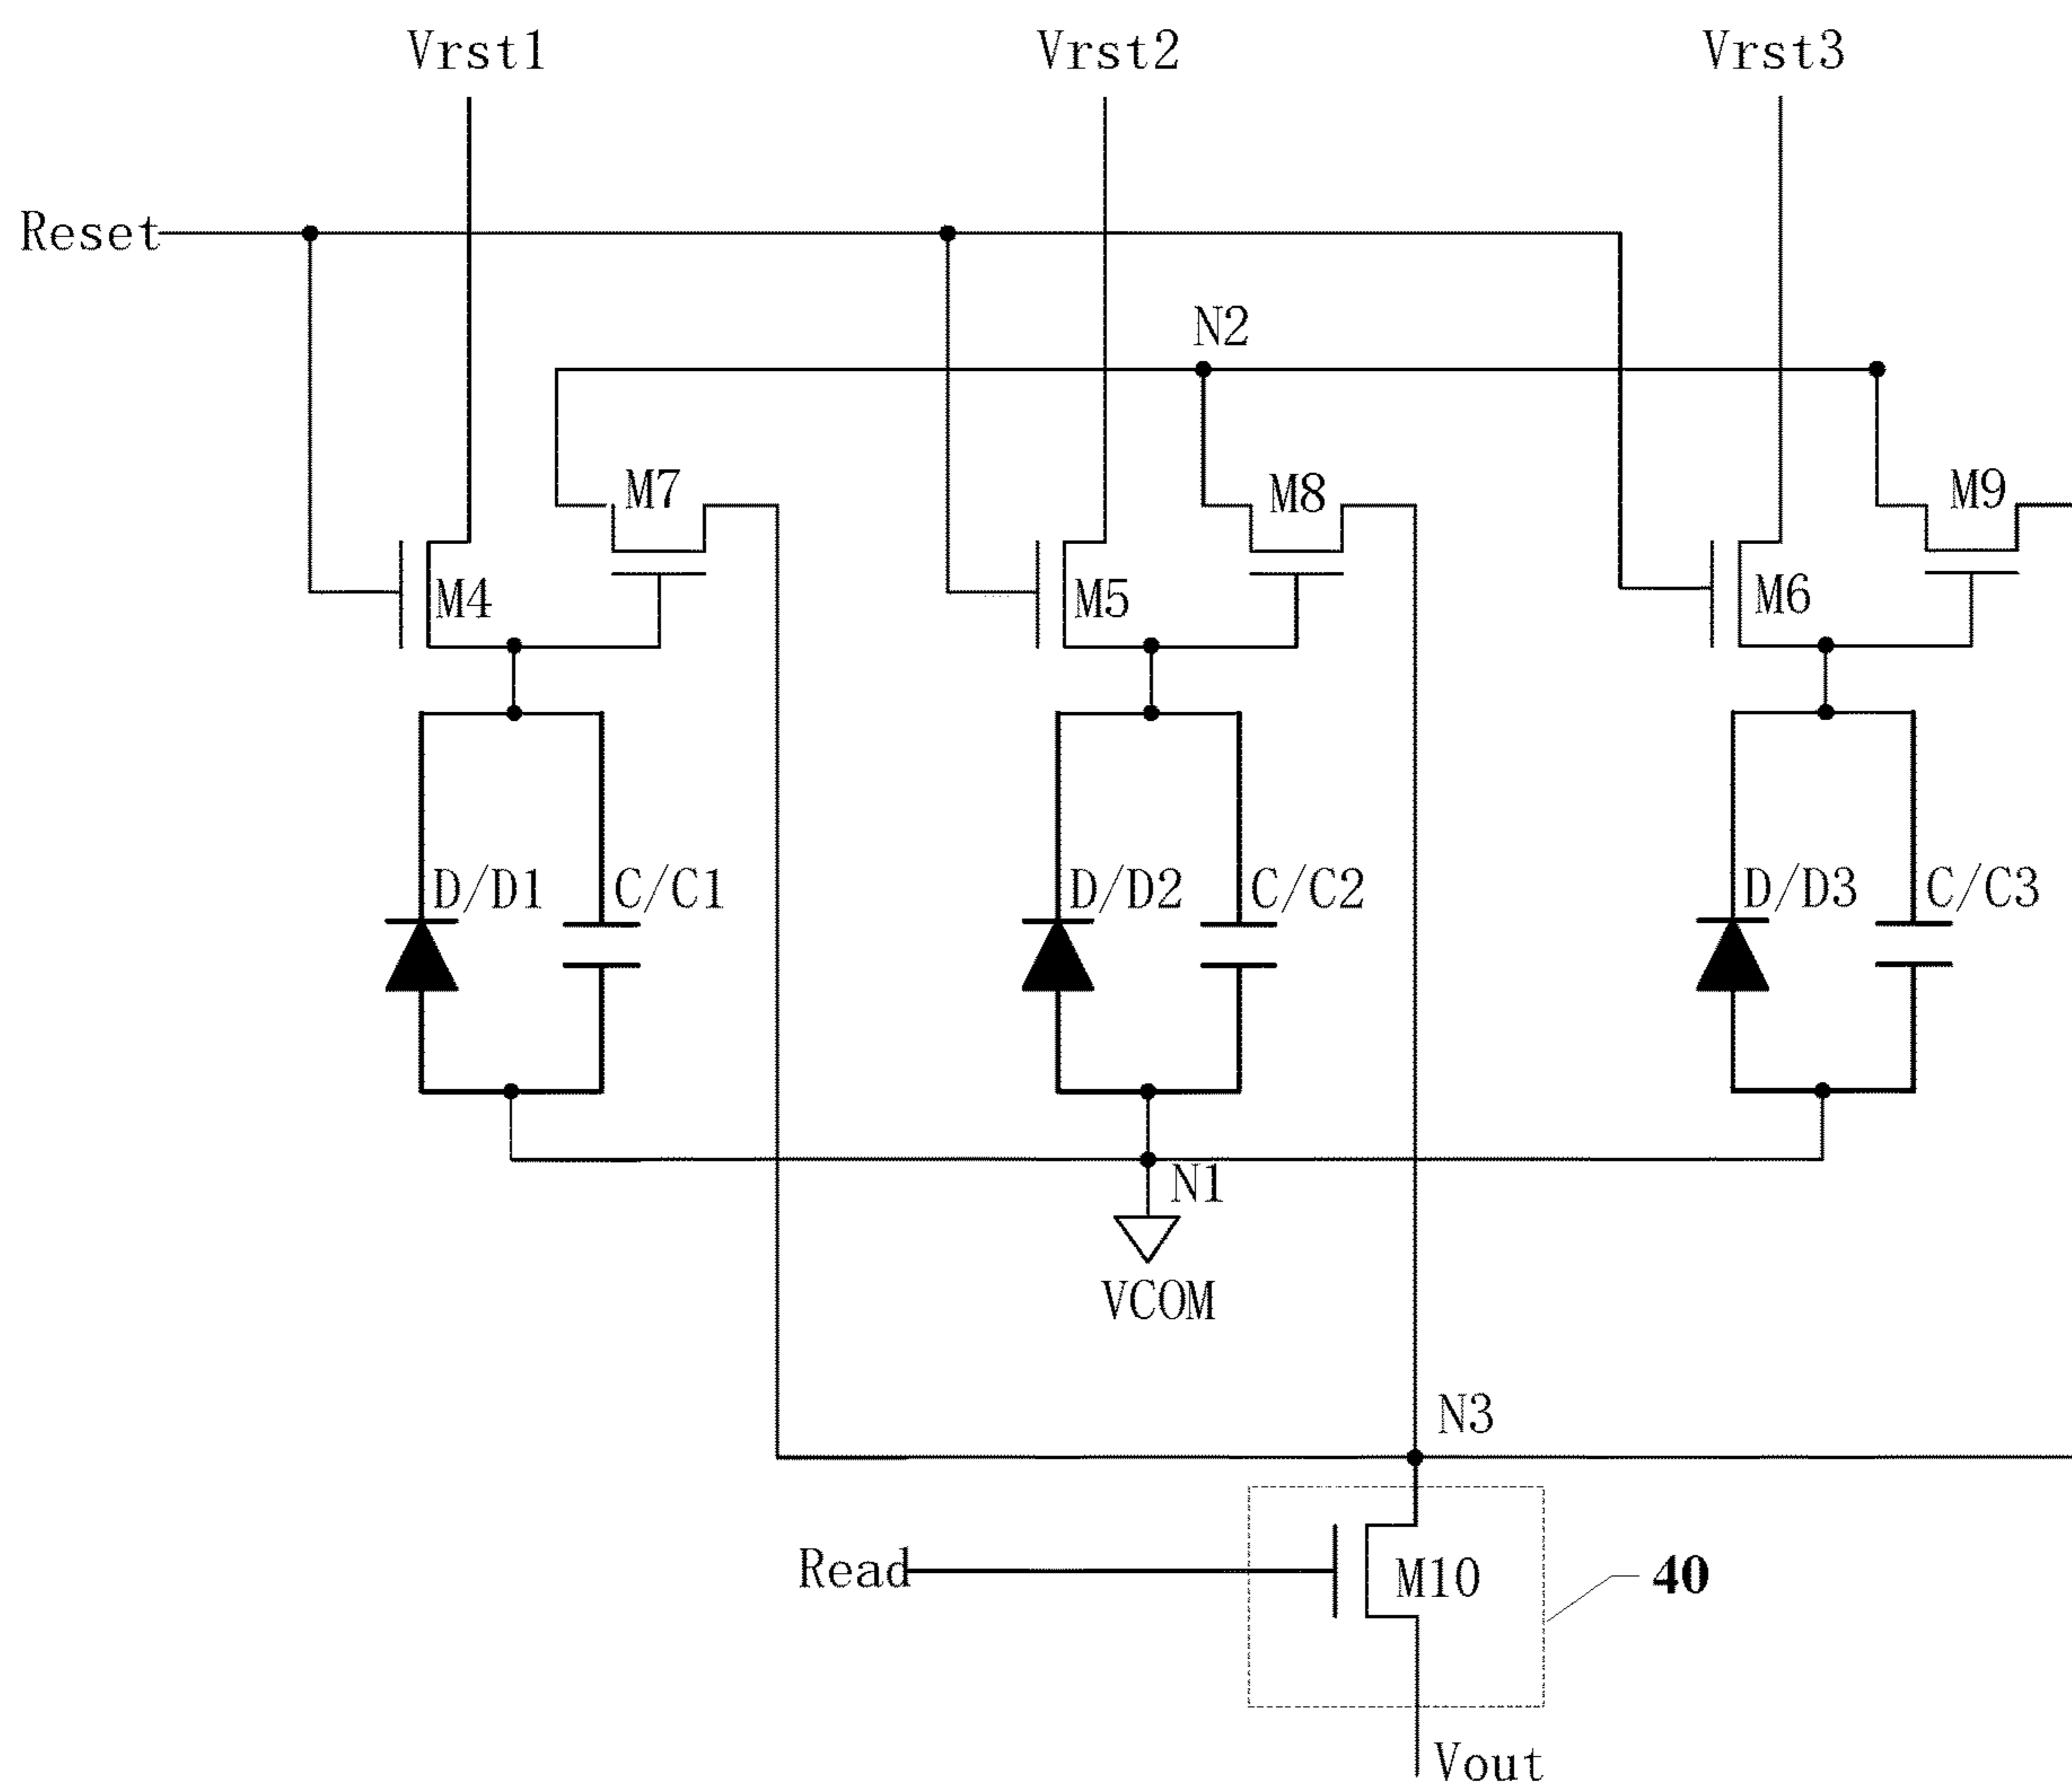 Vrst1 Vrst2 Vrst3
Reset
N2
M7 M8 M9
M4 M5 M6
D/D1 C/C1 D/D2 C/C2 D/D3 C/C3
N1
VCOM
N3
Read M10 40
Vout